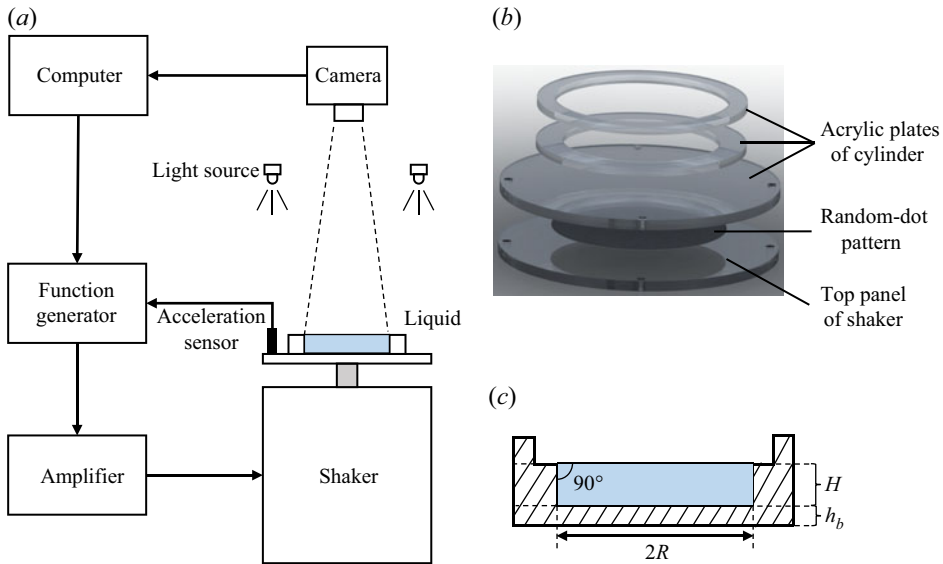 (a)
Computer
Camera
Light source
Function
generator
Acceleration
sensor
Liquid
Amplifier
Shaker
(b)
Acrylic plates
of cylinder
Random-dot
pattern
Top panel
of shaker
(c)
90°
H
h_b
2R